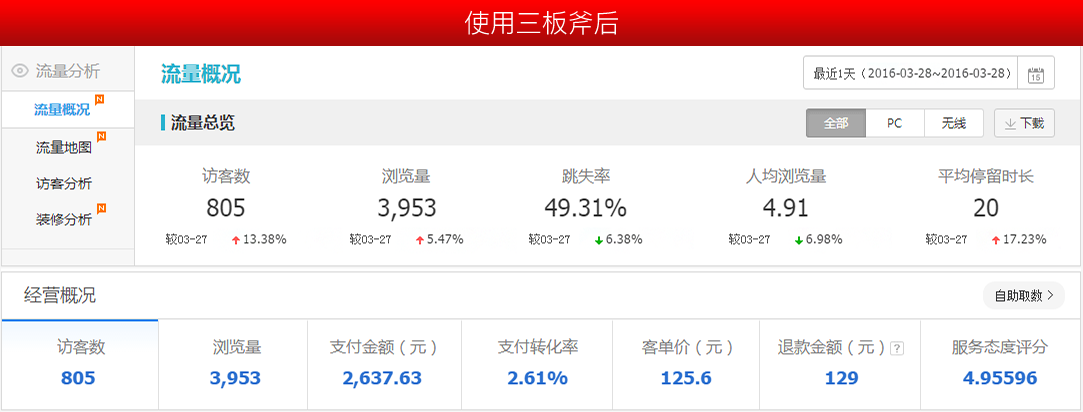 使用三板斧后
流量分析
流量概况 N
流量地图 N
访客分析
装修分析 N
流量概况
最近1天（2016-03-28~2016-03-28） 15
流量总览
全部 PC 无线 下载
访客数 浏览量 跳失率 人均浏览量 平均停留时长
805 3,953 49.31% 4.91 20
较03-27 13.38% 较03-27 5.47% 较03-27 6.38% 较03-27 6.98% 较03-27 17.23%
经营概况 自助取数
访客数 浏览量 支付金额（元） 支付转化率 客单价（元） 退款金额（元） ? 服务态度评分
805 3,953 2,637.63 2.61% 125.6 129 4.95596